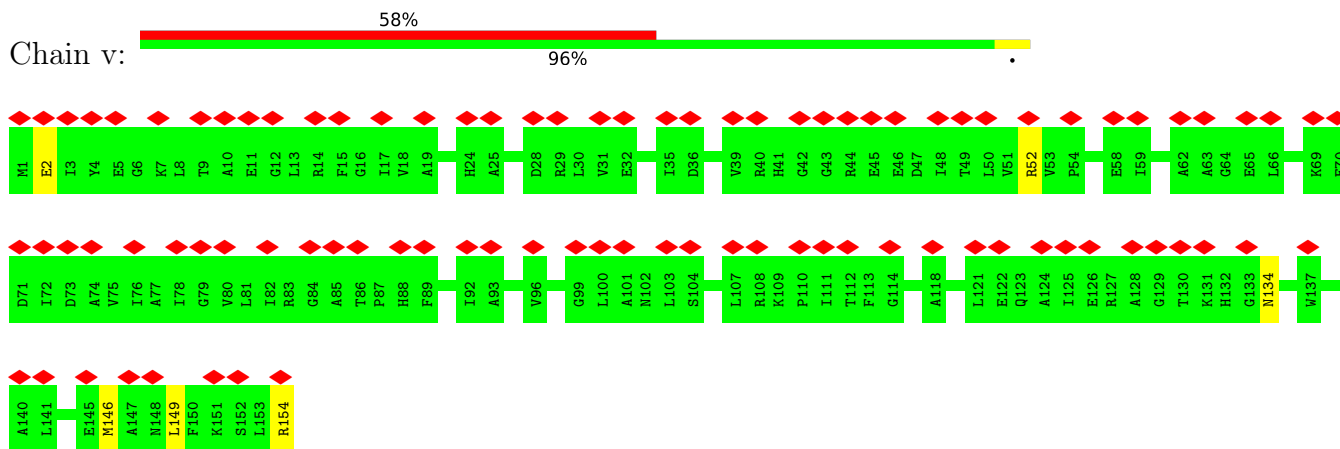 58%
Chain v:
96%
.
M1 E2 I3 Y4 E5 G6 K7 L8 T9 A10 E11 G12 L13 R14 F15 G16 I17 V18 A19 H24 A25 D28 R29 L30 V31 E32 I35 D36 V39 R40 H41 G42 G43 R44 E45 E46 D47 I48 T49 L50 V51 R52 V53 P54 E58 I59 A62 A63 G64 E65 L66 K69
D71 I72 D73 A74 V75 I76 A77 I78 G79 V80 L81 I82 R83 G84 A85 T86 P87 H88 F89 I92 A93 V96 G99 L100 A101 N102 L103 S104 L107 R108 K109 P110 I111 T112 F113 G114 A118 L121 E122 Q123 A124 I125 E126 R127 A128 G129 T130 K131 H132 G133 N134 W137
A140 L141 E145 M146 A147 N148 L149 F150 K151 S152 L153 R154